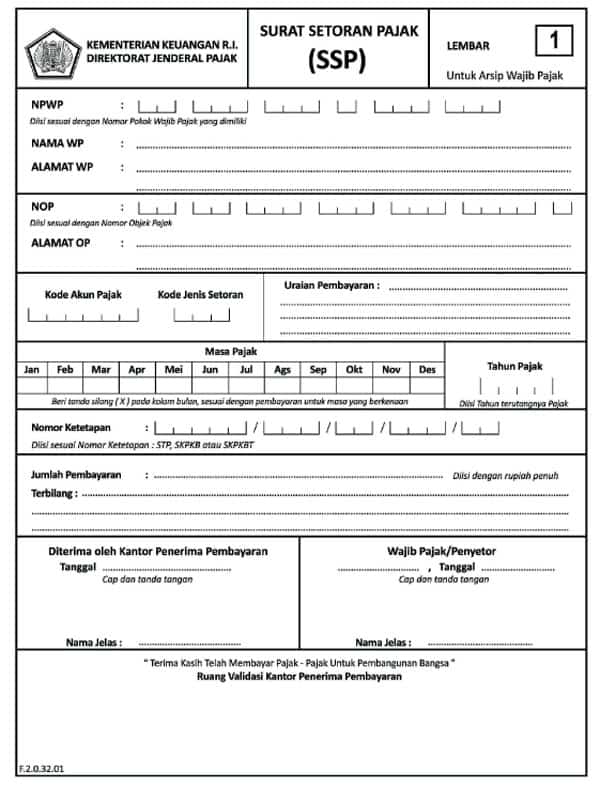 KEMENTERIAN KEUANGAN R.I.
DIREKTORAT JENDERAL PAJAK
SURAT SETORAN PAJAK
(SSP)
LEMBAR 1
Untuk Arsip Wajib Pajak
NPWP :
Diisi sesuai dengan Nomor Pokok Wajib Pajak yang dimiliki
NAMA WP :
ALAMAT WP :
NOP :
Diisi sesuai dengan Nomor Objek Pajak
ALAMAT OP :
Kode Akun Pajak Kode Jenis Setoran
Uraian Pembayaran :
Masa Pajak
Jan Feb Mar Apr Mei Jun Jul Ags Sep Okt Nov Des
Beri tanda silang ( X ) pada kolom bulan, sesuai dengan pembayaran untuk masa yang berkenaan
Tahun Pajak
Diisi Tahun terutangnya Pajak
Nomor Ketetapan : / / / /
Diisi sesuai Nomor Ketetapan : STP, SKPKB atau SKPKBT
Jumlah Pembayaran : Diisi dengan rupiah penuh
Terbilang :
Diterima oleh Kantor Penerima Pembayaran
Tanggal
Cap dan tanda tangan
Nama Jelas :
Wajib Pajak/Penyetor
, Tanggal
Cap dan tanda tangan
Nama Jelas :
" Terima Kasih Telah Membayar Pajak - Pajak Untuk Pembangunan Bangsa "
Ruang Validasi Kantor Penerima Pembayaran
F.2.0.32.01